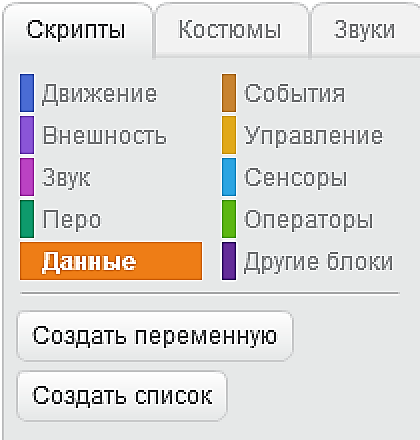 Скрипты Костюмы Звуки
Движение События
Внешность Управление
Звук Сенсоры
Перо Операторы
Данные Другие блоки
Создать переменную
Создать список